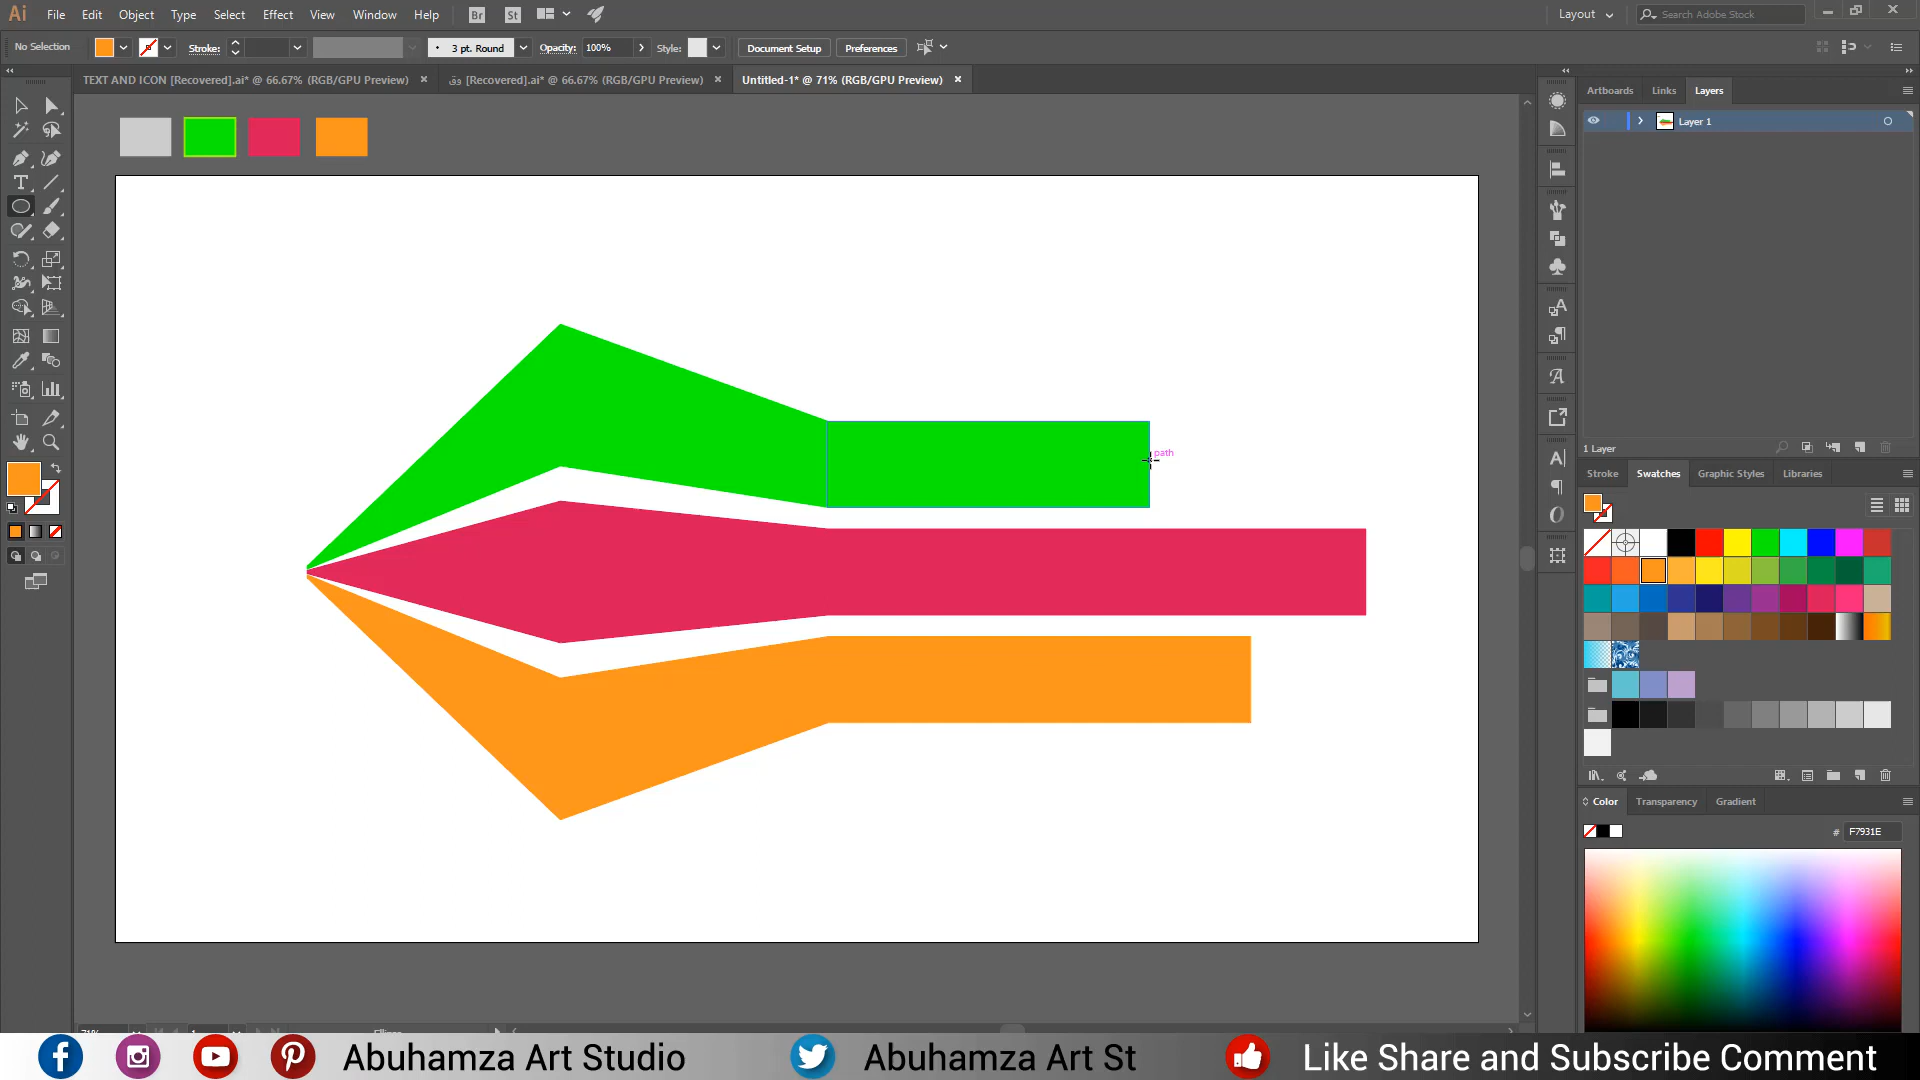 Ai File Edit Object Type Select Effect View Window Help Br St Layout Search Adobe Stock
No Selection Stroke: 3 pt. Round Opacity: 100% Style: Document Setup Preferences
TEXT AND ICON [Recovered].ai* @ 66.67% (RGB/GPU Preview) × وق [Recovered].ai* @ 66.67% (RGB/GPU Preview) × Untitled-1* @ 71% (RGB/GPU Preview) ×
Artboards Links Layers
Layer 1
path
1 Layer
Stroke Swatches Graphic Styles Libraries
Color Transparency Gradient
# F7931E
71% 1 Ellipse
Abuhamza Art Studio Abuhamza Art St Like Share and Subscribe Comment